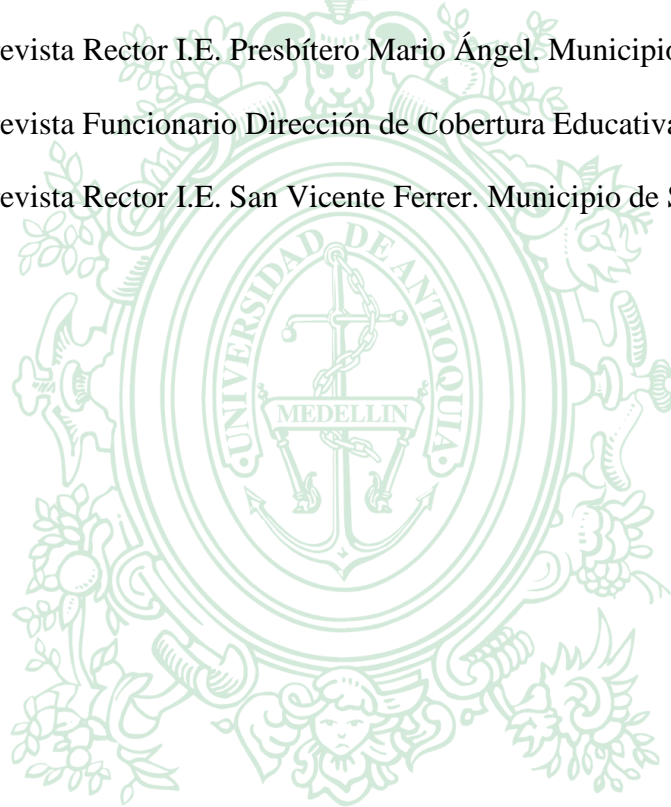 evista Rector I.E. Presbítero Mario Ángel. Municipio
evista Funcionario Dirección de Cobertura Educativa
evista Rector I.E. San Vicente Ferrer. Municipio de S
UNIVERSIDAD DE ANTIOQUIA
MEDELLIN